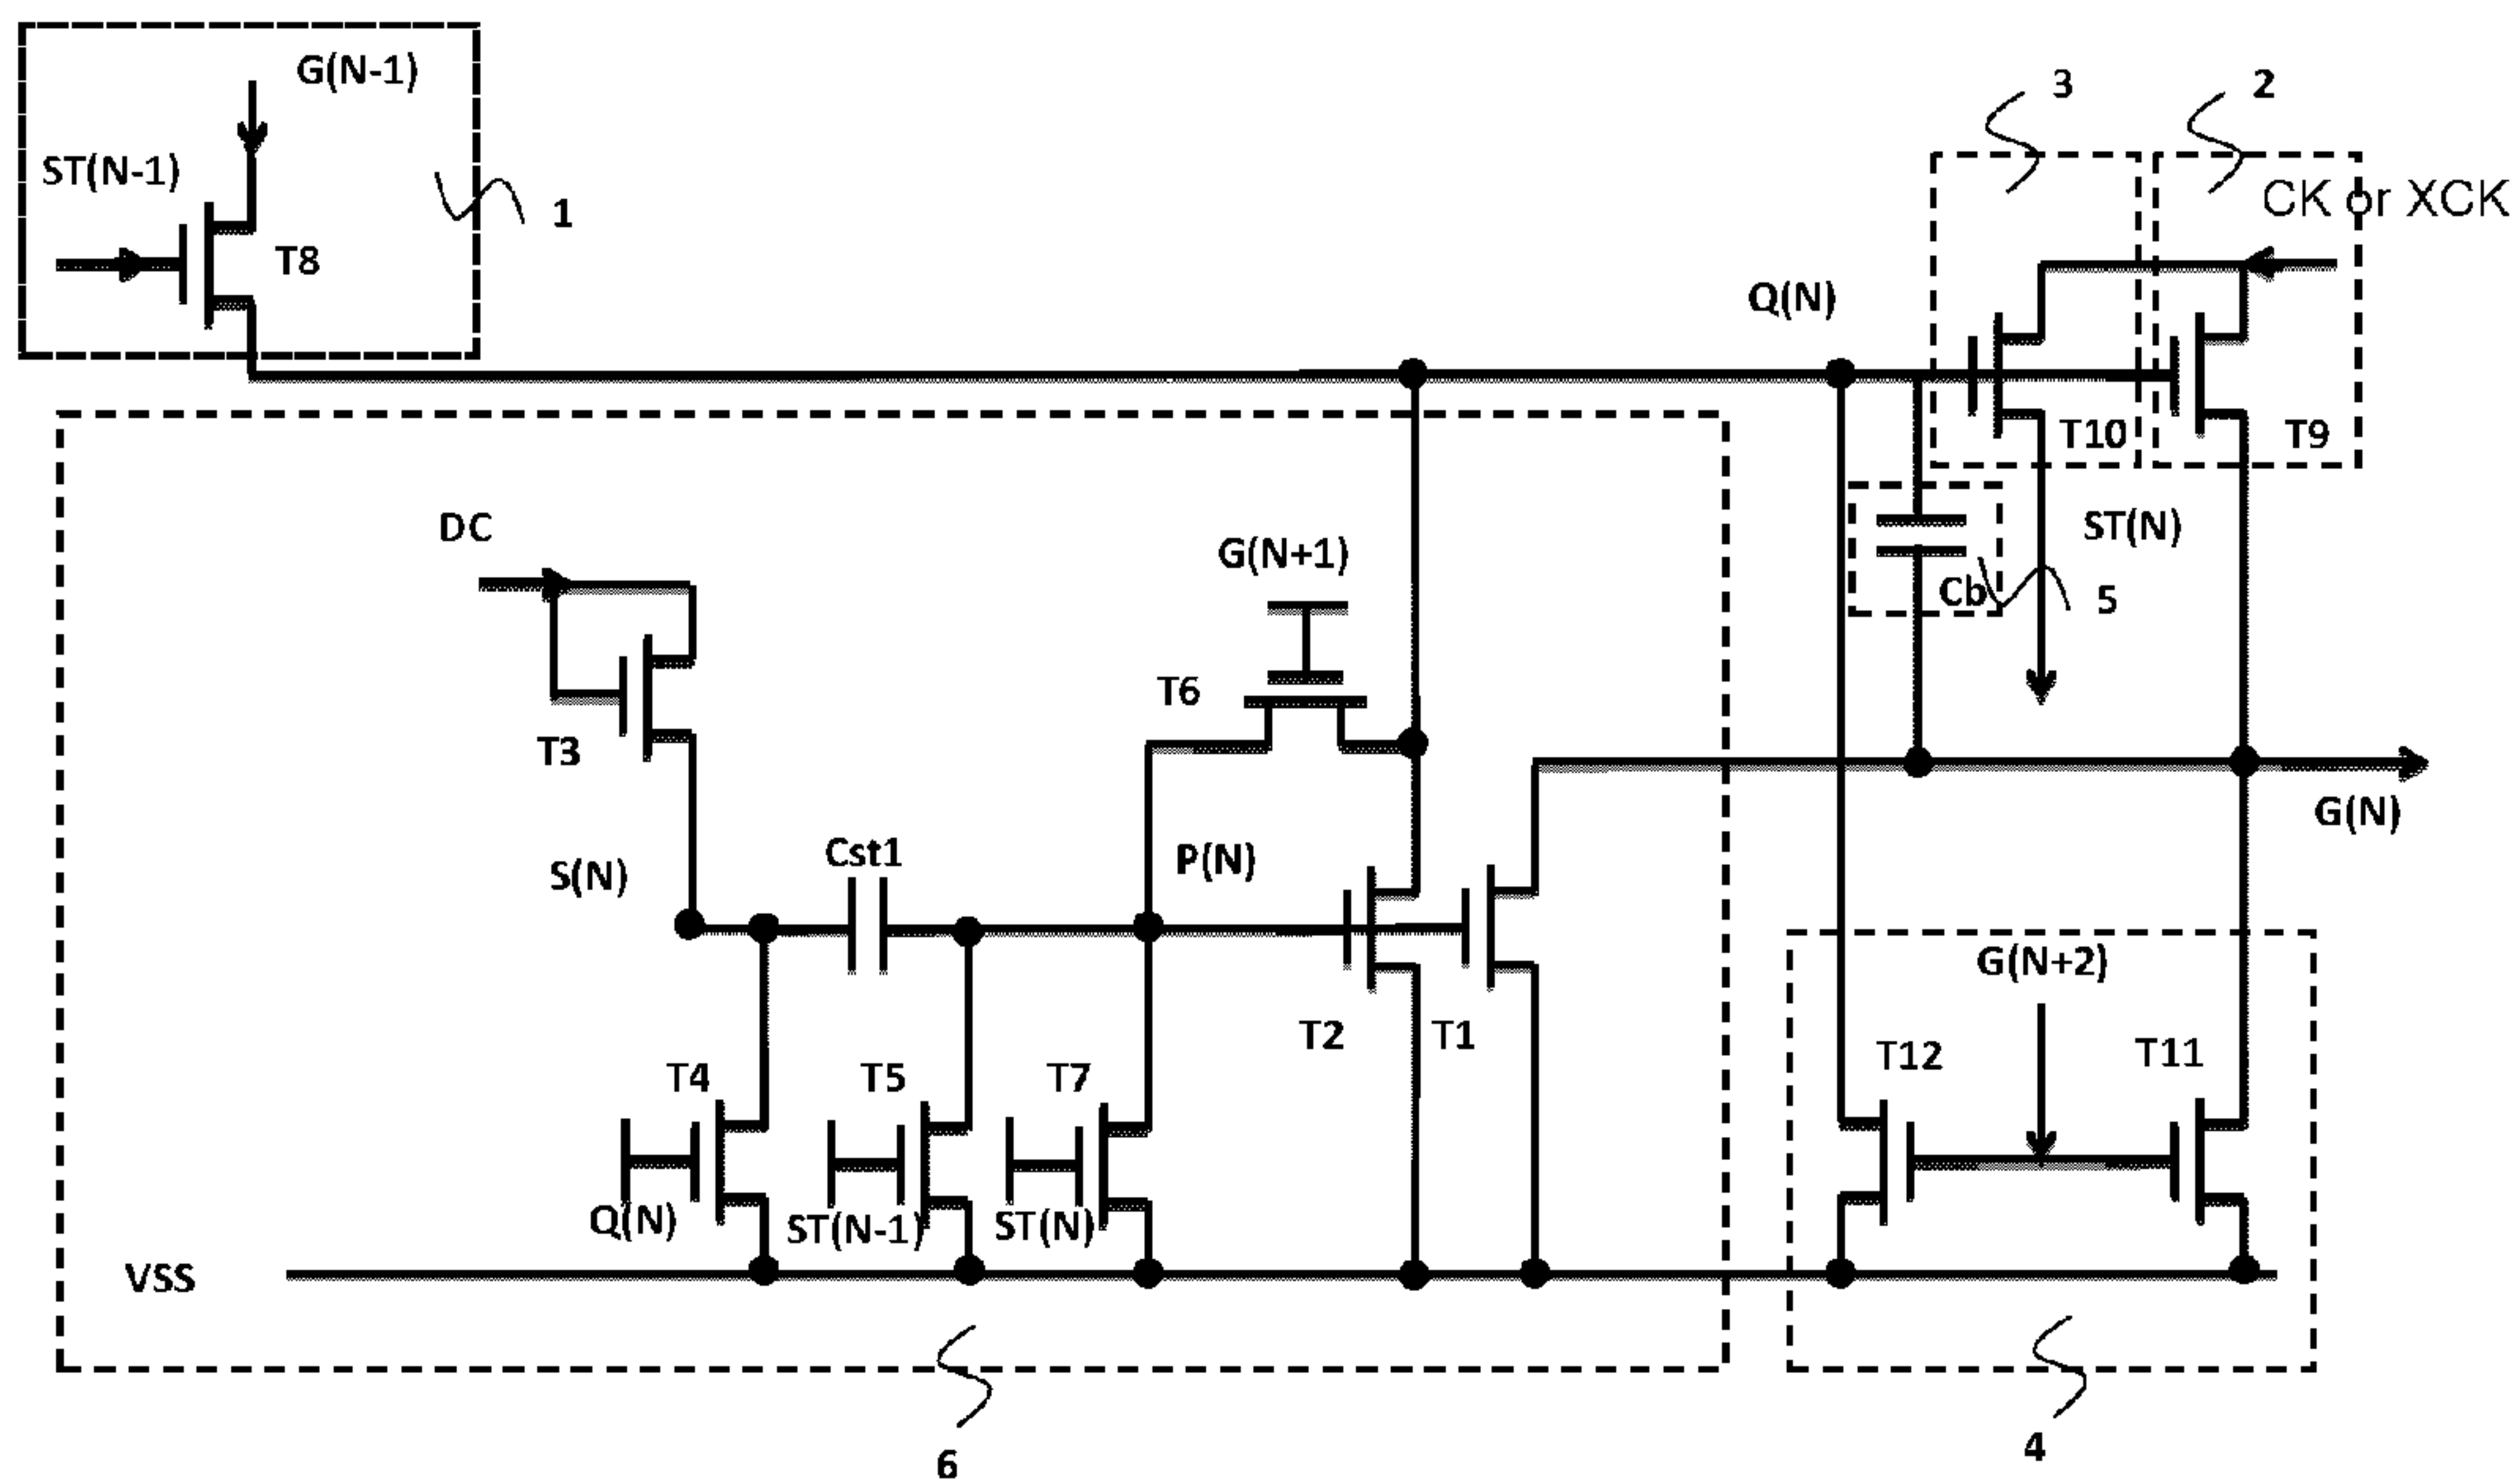 G(N-1)
3
2
ST(N-1)
CK or XCK
1
T8
Q(N)
T10
T9
DC
ST(N)
G(N+1)
Cb
5
T6
T3
G(N)
Cst1
P(N)
S(N)
G(N+2)
T2
T1
T12
T11
T4
T5
T7
Q(N)
ST(N-1)
ST(N)
VSS
6
4